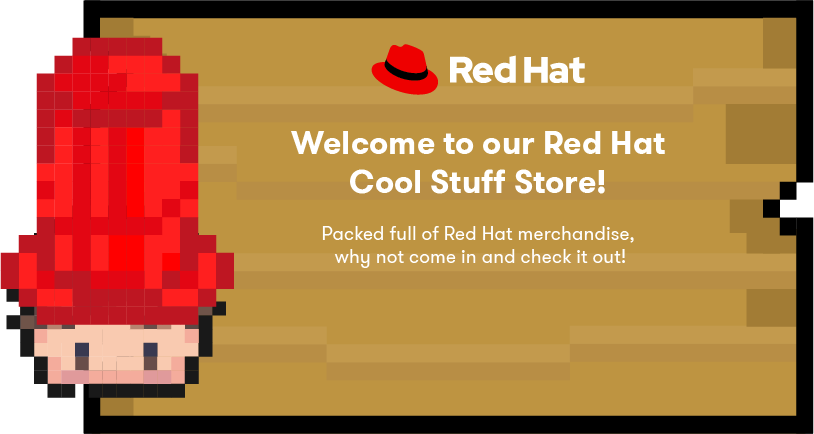 Red Hat
Welcome to our Red Hat
Cool Stuff Store!
Packed full of Red Hat merchandise,
why not come in and check it out!